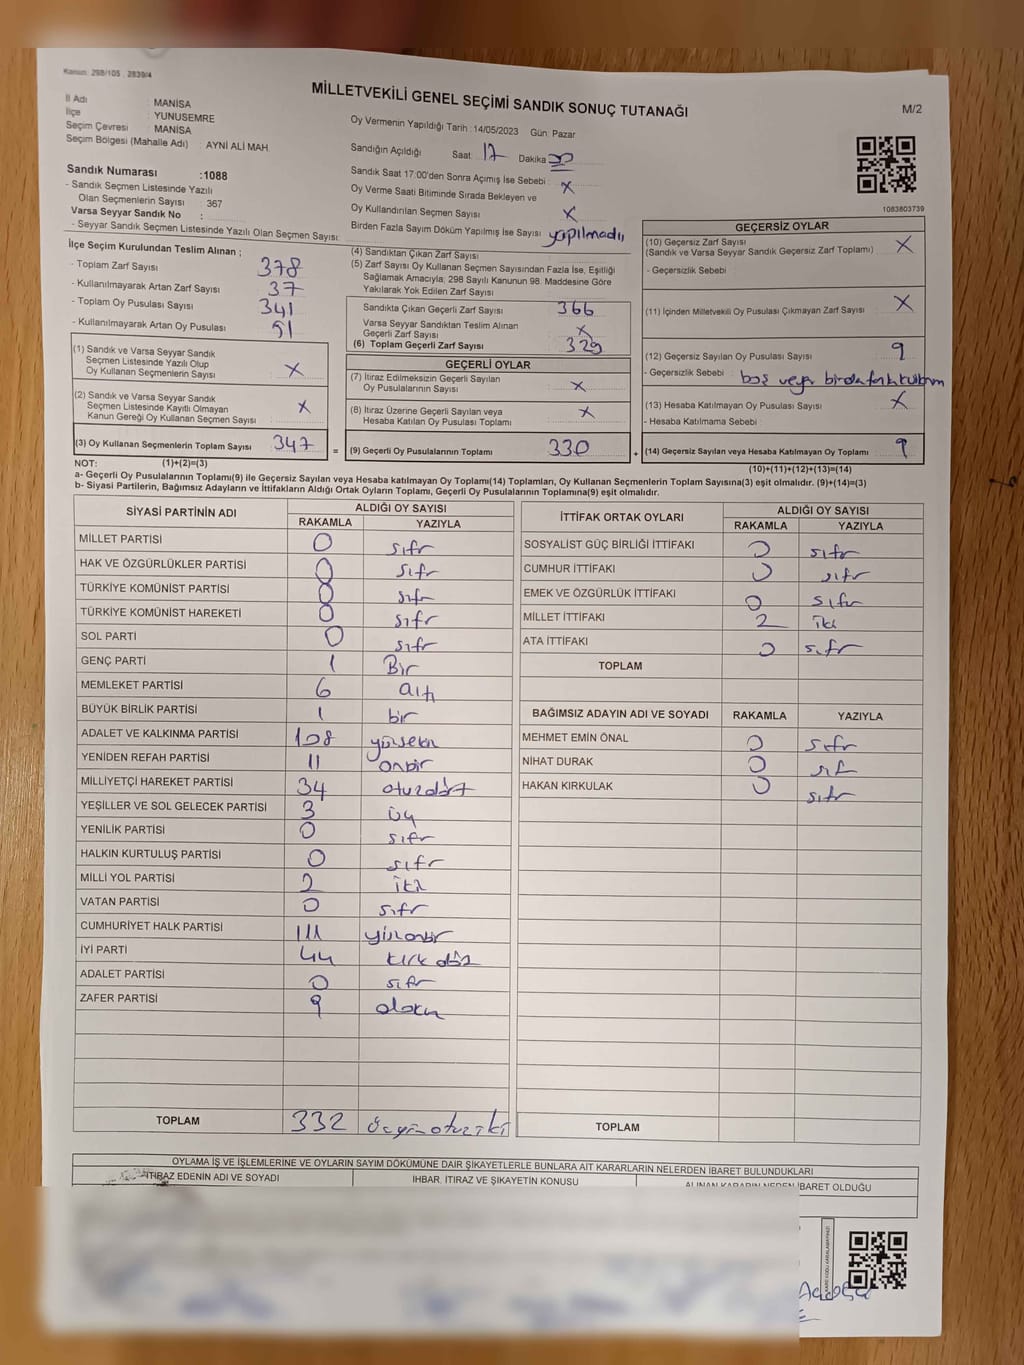 Kanun: 298/105, 2839/4
MİLLETVEKİLİ GENEL SEÇİMİ SANDIK SONUÇ TUTANAĞI
M/2
İl Adı : MANİSA
İlçe : YUNUSEMRE
Seçim Çevresi : MANİSA
Seçim Bölgesi (Mahalle Adı) : AYNİ ALİ MAH.
Sandık Numarası :1088
- Sandık Seçmen Listesinde Yazılı
Olan Seçmenlerin Sayısı : 367
Varsa Seyyar Sandık No :
- Seyyar Sandık Seçmen Listesinde Yazılı Olan Seçmen Sayısı:
Oy Vermenin Yapıldığı Tarih :14/05/2023 Gün: Pazar
Sandığın Açıldığı Saat: 17 Dakika:
Sandık Saat 17:00'den Sonra Açımış İse Sebebi : X
Oy Verme Saati Bitiminde Sırada Bekleyen ve
Oy Kullandırılan Seçmen Sayısı : X
Birden Fazla Sayım Döküm Yapılmış İse Sayısı : yapılmadı
1083803739
İlçe Seçim Kurulundan Teslim Alınan ;
- Toplam Zarf Sayısı : 378
- Kullanılmayarak Artan Zarf Sayısı : 37
- Toplam Oy Pusulası Sayısı : 341
- Kullanılmayarak Artan Oy Pusulası :
(1) Sandık ve Varsa Seyyar Sandık
Seçmen Listesinde Yazılı Olup
Oy Kullanan Seçmenlerin Sayısı : X
(2) Sandık ve Varsa Seyyar Sandık
Seçmen Listesinde Kayıtlı Olmayan
Kanun Gereği Oy Kullanan Seçmen Sayısı : X
(3) Oy Kullanan Seçmenlerin Toplam Sayısı : 347
(4) Sandıktan Çıkan Zarf Sayısı :
(5) Zarf Sayısı Oy Kullanan Seçmen Sayısından Fazla İse, Eşitliği
Sağlamak Amacıyla; 298 Sayılı Kanunun 98. Maddesine Göre
Yakılarak Yok Edilen Zarf Sayısı :
Sandıkta Çıkan Geçerli Zarf Sayısı : 366
Varsa Seyyar Sandıktan Teslim Alınan
Geçerli Zarf Sayısı : X
(6) Toplam Geçerli Zarf Sayısı : 329
GEÇERLİ OYLAR
(7) İtiraz Edilmeksizin Geçerli Sayılan
Oy Pusulalarının Sayısı : X
(8) İtiraz Üzerine Geçerli Sayılan veya
Hesaba Katılan Oy Pusulası Toplamı : X
= (9) Geçerli Oy Pusulalarının Toplamı : 330
GEÇERSİZ OYLAR
(10) Geçersiz Zarf Sayısı : X
(Sandık ve Varsa Seyyar Sandık Geçersiz Zarf Toplamı)
- Geçersizlik Sebebi :
(11) İçinden Milletvekili Oy Pusulası Çıkmayan Zarf Sayısı : X
(12) Geçersiz Sayılan Oy Pusulası Sayısı : 9
- Geçersizlik Sebebi : boş veya
(13) Hesaba Katılmayan Oy Pusulası Sayısı : X
- Hesaba Katılmama Sebebi :
+ (14) Geçersiz Sayılan veya Hesaba Katılmayan Oy Toplamı : 9
NOT: (1)+(2)=(3)
(10)+(11)+(12)+(13)=(14)
a- Geçerli Oy Pusulalarının Toplamı(9) ile Geçersiz Sayılan veya Hesaba katılmayan Oy Toplamı(14) Toplamları, Oy Kullanan Seçmenlerin Toplam Sayısına(3) eşit olmalıdır. (9)+(14)=(3)
b- Siyasi Partilerin, Bağımsız Adayların ve İttifakların Aldığı Ortak Oyların Toplamı, Geçerli Oy Pusulalarının Toplamına(9) eşit olmalıdır.
SİYASİ PARTİNİN ADI ALDIĞI OY SAYISI
RAKAMLA YAZIYLA
MİLLET PARTİSİ 0 sıfır
HAK VE ÖZGÜRLÜKLER PARTİSİ 0 sıfır
TÜRKİYE KOMÜNİST PARTİSİ 0 sıfır
TÜRKİYE KOMÜNİST HAREKETİ 0 sıfır
SOL PARTİ 0 sıfır
GENÇ PARTİ 1 Bir
MEMLEKET PARTİSİ 6 altı
BÜYÜK BİRLİK PARTİSİ 1 bir
ADALET VE KALKINMA PARTİSİ 108 yüzsekiz
YENİDEN REFAH PARTİSİ 11 onbir
MİLLİYETÇİ HAREKET PARTİSİ 34 otuzdört
YEŞİLLER VE SOL GELECEK PARTİSİ 3 üç
YENİLİK PARTİSİ 0 sıfır
HALKIN KURTULUŞ PARTİSİ 0 sıfır
MİLLİ YOL PARTİSİ 2 iki
VATAN PARTİSİ 0 sıfır
CUMHURİYET HALK PARTİSİ 111 yüzonbir
İYİ PARTİ 44 kırkdört
ADALET PARTİSİ 0 sıfır
ZAFER PARTİSİ 9 dokuz
TOPLAM 332 üçyüzotuziki
İTTİFAK ORTAK OYLARI ALDIĞI OY SAYISI
RAKAMLA YAZIYLA
SOSYALİST GÜÇ BİRLİĞİ İTTİFAKI 0 sıfır
CUMHUR İTTİFAKI 0 sıfır
EMEK VE ÖZGÜRLÜK İTTİFAKI 0 sıfır
MİLLET İTTİFAKI 2 iki
ATA İTTİFAKI 0 sıfır
TOPLAM
BAĞIMSIZ ADAYIN ADI VE SOYADI RAKAMLA YAZIYLA
MEHMET EMİN ÖNAL 0 sıfır
NİHAT DURAK 0 sıfır
HAKAN KIRKULAK 0 sıfır
TOPLAM
OYLAMA İŞ VE İŞLEMLERİNE VE OYLARIN SAYIM DÖKÜMÜNE DAİR ŞİKAYETLERLE BUNLARA AİT KARARLARIN NELERDEN İBARET BULUNDUKLARI
İTİRAZ EDENİN ADI VE SOYADI İHBAR, İTİRAZ VE ŞİKAYETİN KONUSU ALINAN KARARIN NEDEN İBARET OLDUĞU